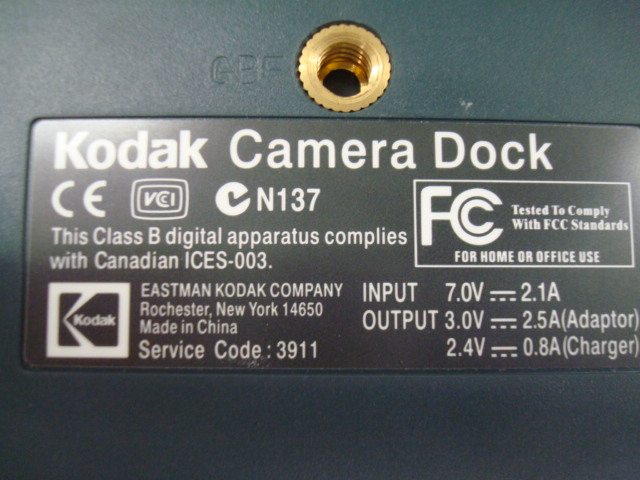 GBF
Kodak Camera Dock
CE VCI N137
This Class B digital apparatus complies
with Canadian ICES-003.
FC Tested To Comply
With FCC Standards
FOR HOME OR OFFICE USE
Kodak
EASTMAN KODAK COMPANY
Rochester, New York 14650
Made in China
Service Code : 3911
INPUT 7.0V 2.1A
OUTPUT 3.0V 2.5A(Adaptor)
2.4V 0.8A(Charger)